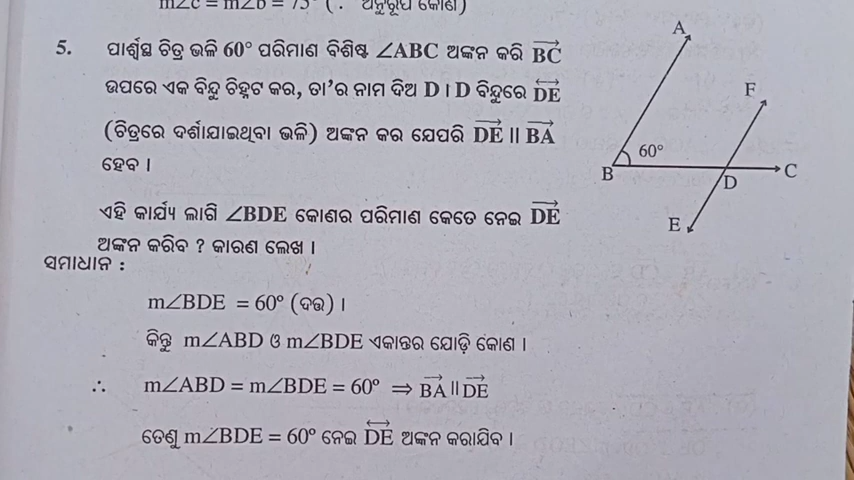 m∠c = m∠b = 75° (∵ ଅନୁରୂପ କୋଣ)
5. ପାର୍ଶ୍ୱସ୍ଥ ଚିତ୍ର ଭଳି 60° ପରିମାଣ ବିଶିଷ୍ଟ ∠ABC ଅଙ୍କନ କରି BC
ଉପରେ ଏକ ବିନ୍ଦୁ ଚିହ୍ନଟ କର, ତା'ର ନାମ ଦିଅ D । D ବିନ୍ଦୁରେ DE
(ଚିତ୍ରରେ ଦର୍ଶାଯାଇଥିବା ଭଳି) ଅଙ୍କନ କର ଯେପରି DE || BA
ହେବ ।
ଏହି କାର୍ଯ୍ୟ ଲାଗି ∠BDE କୋଣର ପରିମାଣ କେତେ ନେଇ DE
ଅଙ୍କନ କରିବ ? କାରଣ ଲେଖ ।
ସମାଧାନ :
m∠BDE = 60° (ଦତ୍ତ) ।
କିନ୍ତୁ m∠ABD ଓ m∠BDE ଏକାନ୍ତର ଯୋଡ଼ି କୋଣ ।
∴ m∠ABD = m∠BDE = 60° ⇒ BA || DE
ତେଣୁ m∠BDE = 60° ନେଇ DE ଅଙ୍କନ କରାଯିବ ।
A
F
60°
B
D
C
E